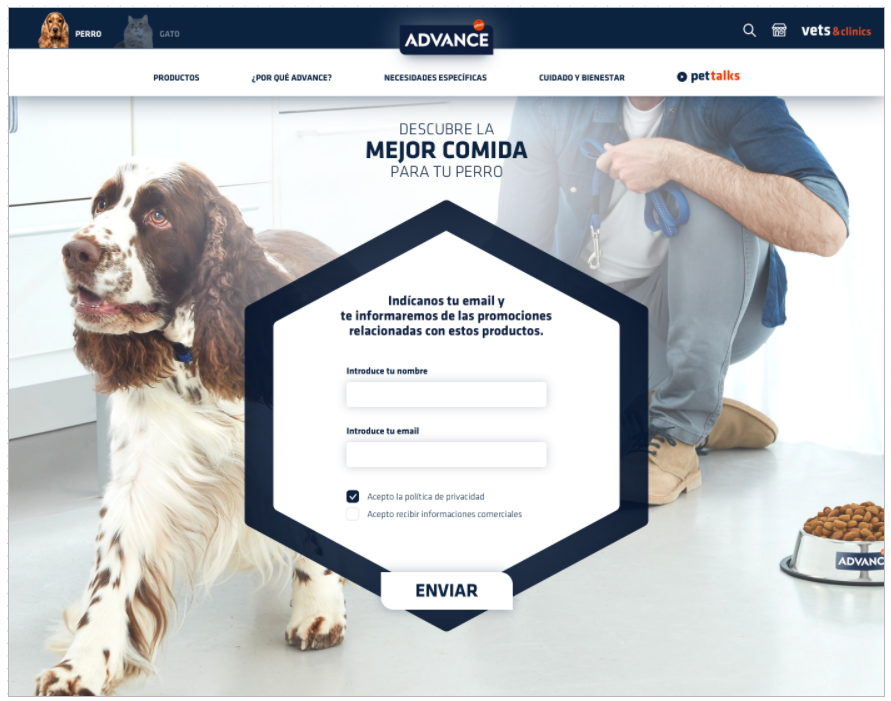 PERRO
GATO
ADVANCE
vets & clinics
PRODUCTOS
¿POR QUÉ ADVANCE?
NECESIDADES ESPECÍFICAS
CUIDADO Y BIENESTAR
pettalks
DESCUBRE LA
MEJOR COMIDA
PARA TU PERRO
Indícanos tu email y
te informaremos de las promociones
relacionadas con estos productos.
Introduce tu nombre
Introduce tu email
Acepto la política de privacidad
Acepto recibir informaciones comerciales
ENVIAR
ADVANC